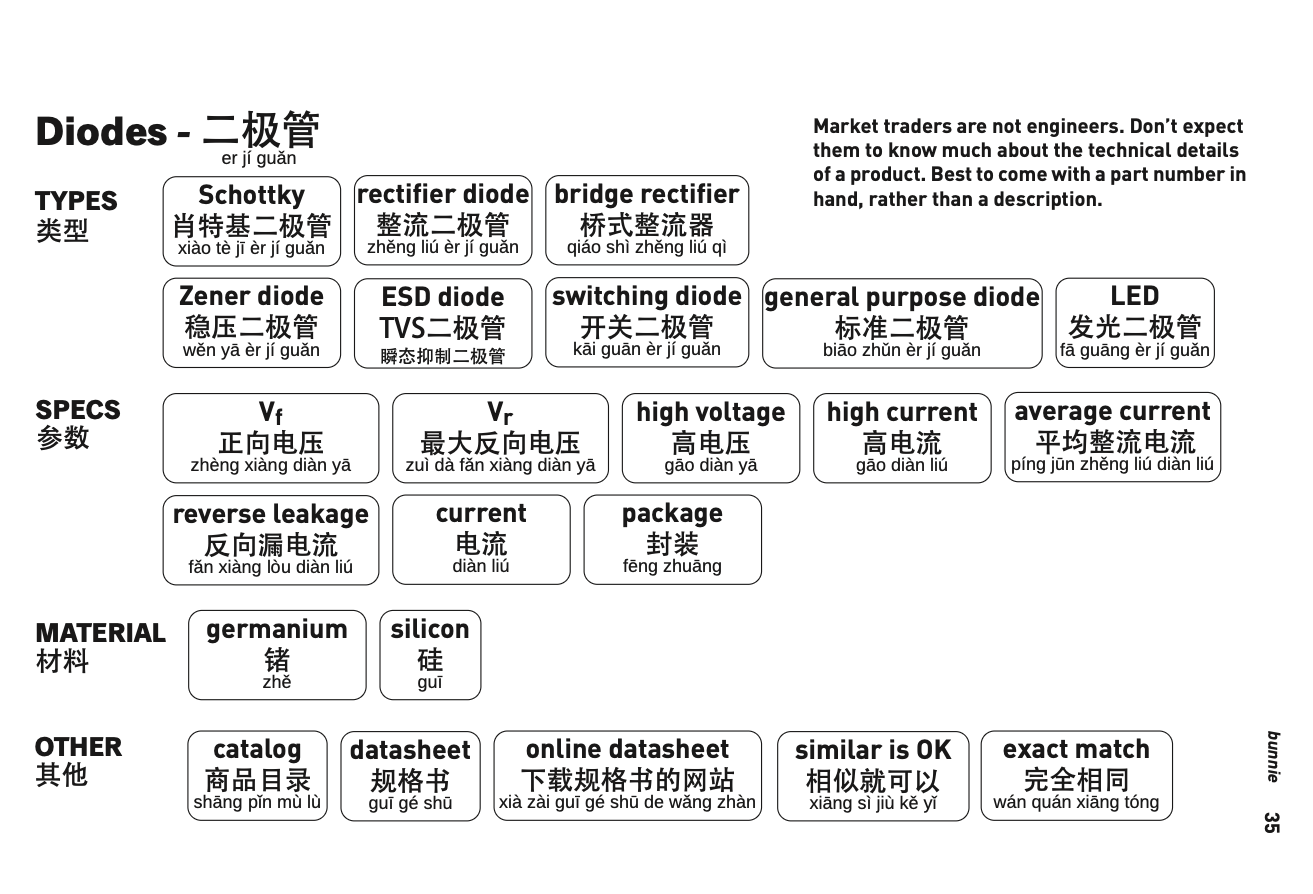 Diodes - 二极管
er jí guǎn
Market traders are not engineers. Don’t expect
them to know much about the technical details
of a product. Best to come with a part number in
hand, rather than a description.
TYPES
类型
Schottky
肖特基二极管
xiào tè jī èr jí guǎn
rectifier diode
整流二极管
zhěng liú èr jí guǎn
bridge rectifier
桥式整流器
qiáo shì zhěng liú qì
Zener diode
稳压二极管
wěn yā èr jí guǎn
ESD diode
TVS二极管
瞬态抑制二极管
switching diode
开关二极管
kāi guān èr jí guǎn
general purpose diode
标准二极管
biāo zhǔn èr jí guǎn
LED
发光二极管
fā guāng èr jí guǎn
SPECS
参数
Vf
正向电压
zhèng xiàng diàn yā
Vr
最大反向电压
zuì dà fǎn xiàng diàn yā
high voltage
高电压
gāo diàn yā
high current
高电流
gāo diàn liú
average current
平均整流电流
píng jūn zhěng liú diàn liú
reverse leakage
反向漏电流
fǎn xiàng lòu diàn liú
current
电流
diàn liú
package
封装
fēng zhuāng
MATERIAL
材料
germanium
锗
zhě
silicon
硅
guī
OTHER
其他
catalog
商品目录
shāng pǐn mù lù
datasheet
规格书
guī gé shū
online datasheet
下载规格书的网站
xià zài guī gé shū de wǎng zhàn
similar is OK
相似就可以
xiāng sì jiù kě yǐ
exact match
完全相同
wán quán xiāng tóng
bunnie 35